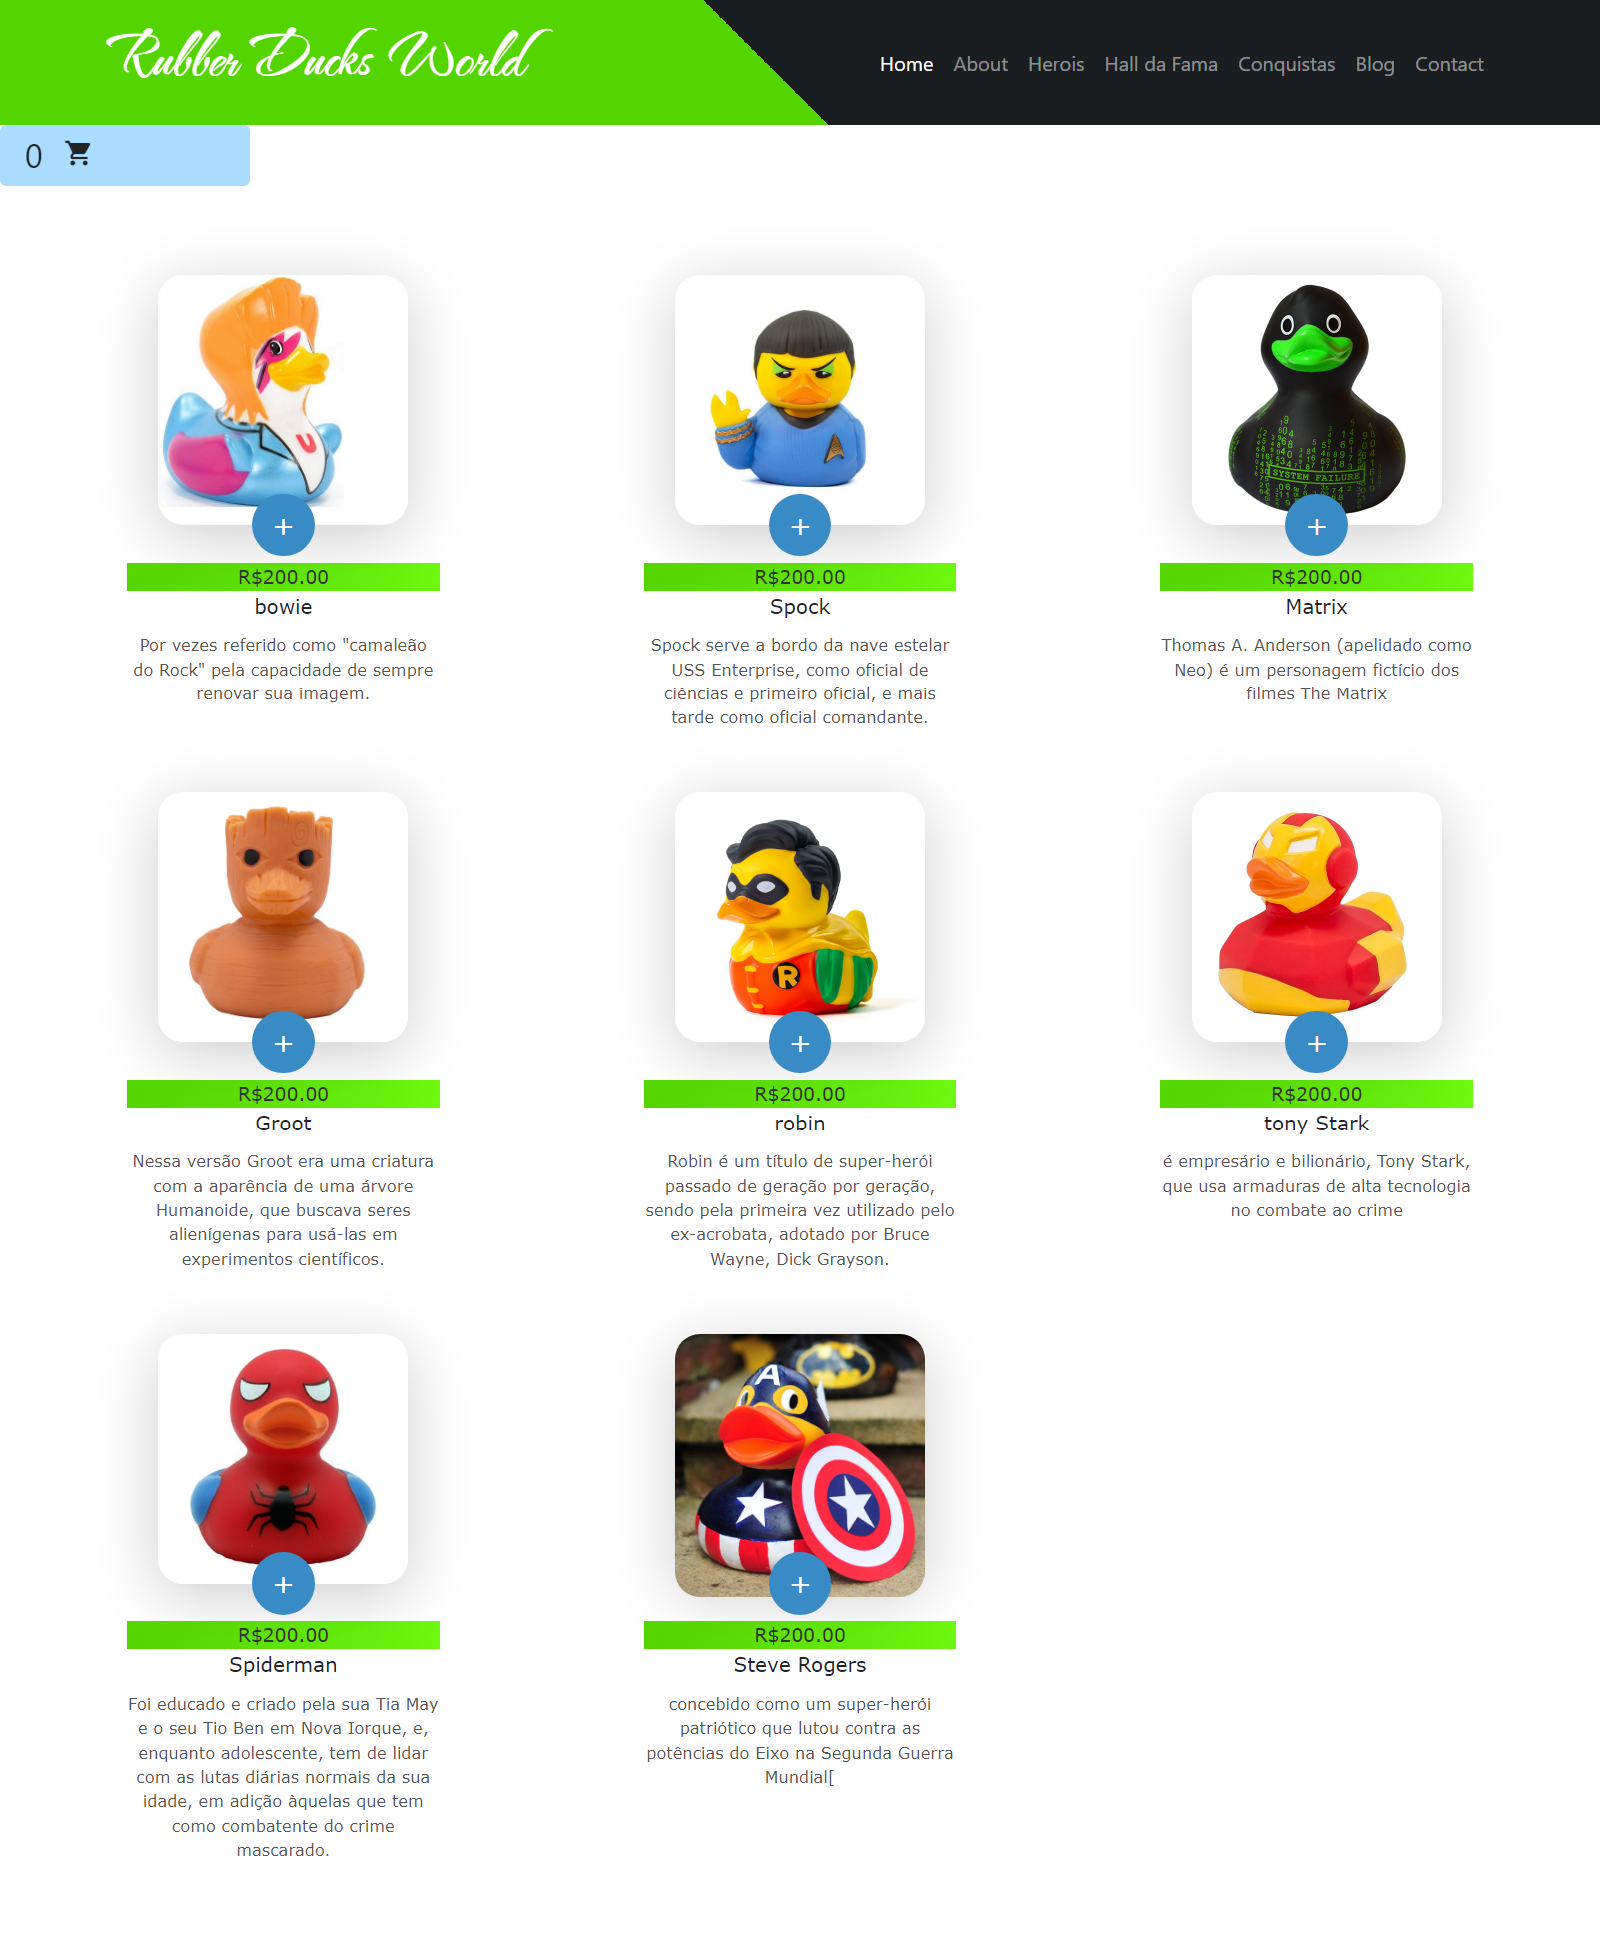 Rubber Ducks World
Home About Herois Hall da Fama Conquistas Blog Contact
0
U
SYSTEM FAILURE
+
+
+
R$200.00
R$200.00
R$200.00
bowie
Spock
Matrix
Por vezes referido como "camaleão
do Rock" pela capacidade de sempre
renovar sua imagem.
Spock serve a bordo da nave estelar
USS Enterprise, como oficial de
ciências e primeiro oficial, e mais
tarde como oficial comandante.
Thomas A. Anderson (apelidado como
Neo) é um personagem fictício dos
filmes The Matrix
R
+
+
+
R$200.00
R$200.00
R$200.00
Groot
robin
tony Stark
Nessa versão Groot era uma criatura
com a aparência de uma árvore
Humanoide, que buscava seres
alienígenas para usá-las em
experimentos científicos.
Robin é um título de super-herói
passado de geração por geração,
sendo pela primeira vez utilizado pelo
ex-acrobata, adotado por Bruce
Wayne, Dick Grayson.
é empresário e bilionário, Tony Stark,
que usa armaduras de alta tecnologia
no combate ao crime
A
+
+
R$200.00
R$200.00
Spiderman
Steve Rogers
Foi educado e criado pela sua Tia May
e o seu Tio Ben em Nova Iorque, e,
enquanto adolescente, tem de lidar
com as lutas diárias normais da sua
idade, em adição àquelas que tem
como combatente do crime
mascarado.
concebido como um super-herói
patriótico que lutou contra as
potências do Eixo na Segunda Guerra
Mundial[